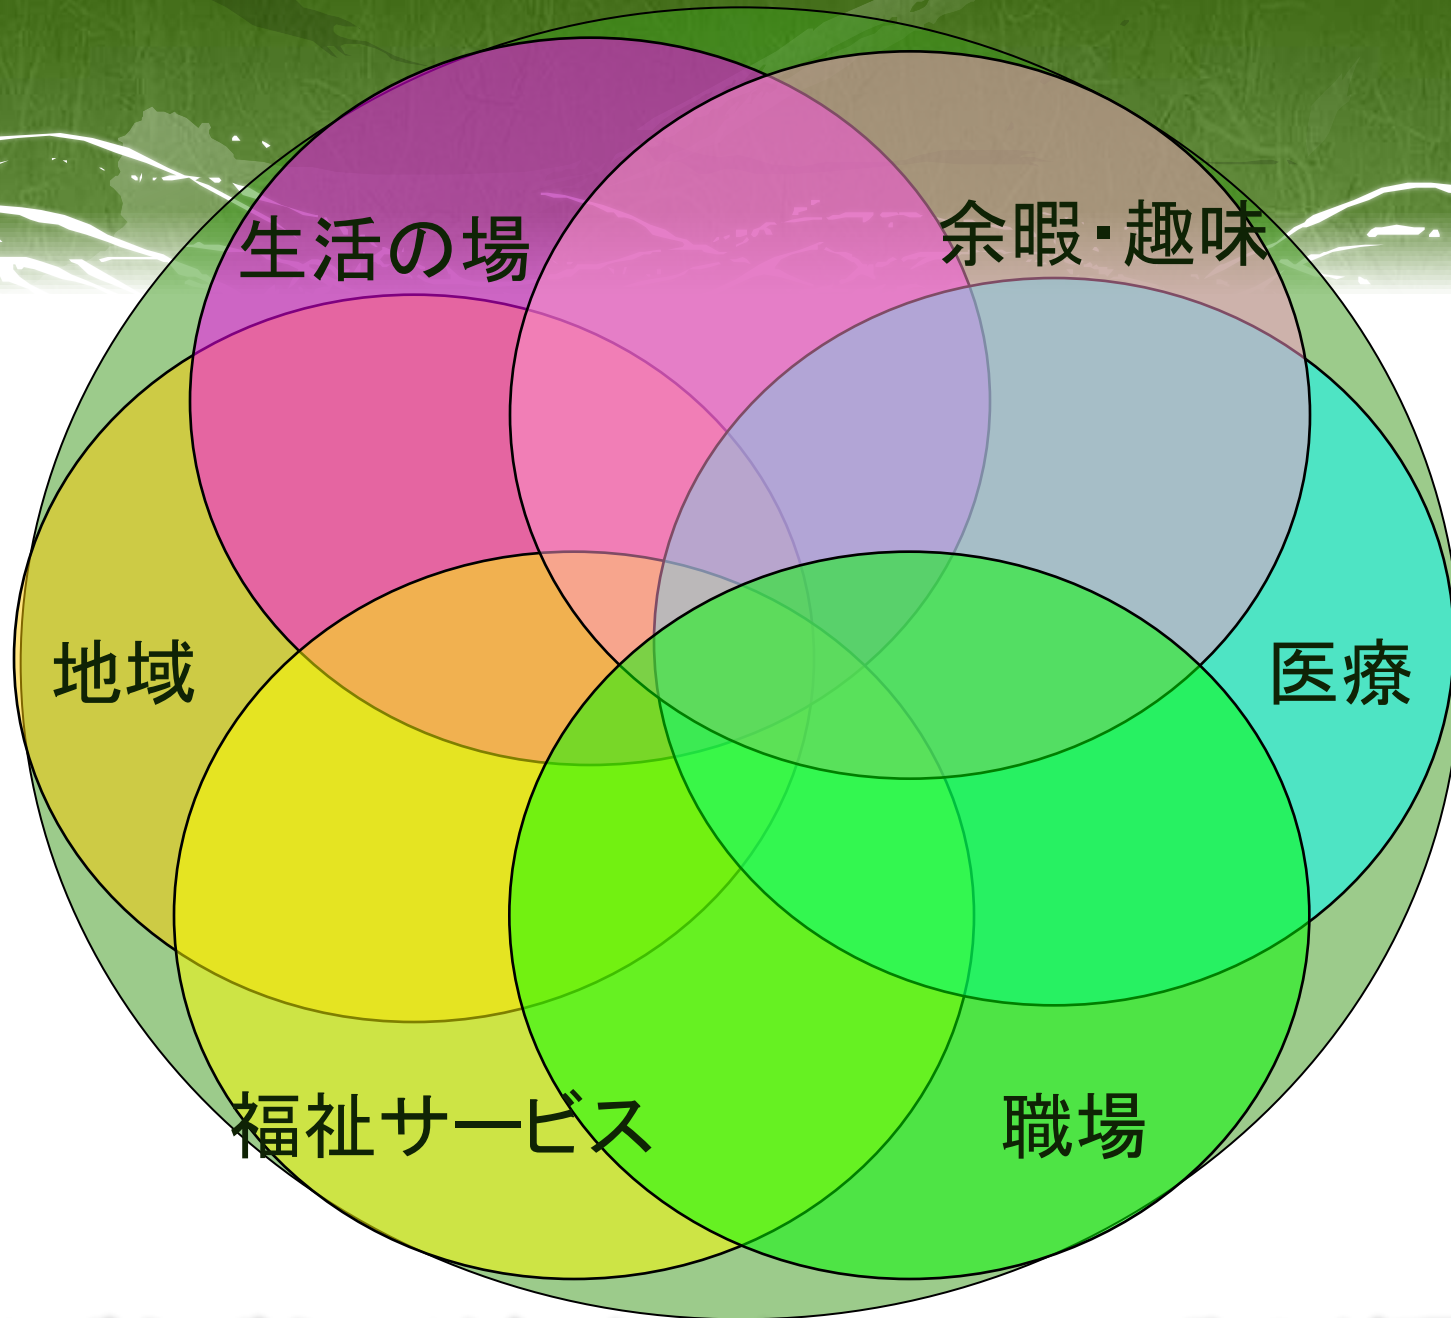 生活の場
余暇・趣味
地域
医療
福祉サービス
職場